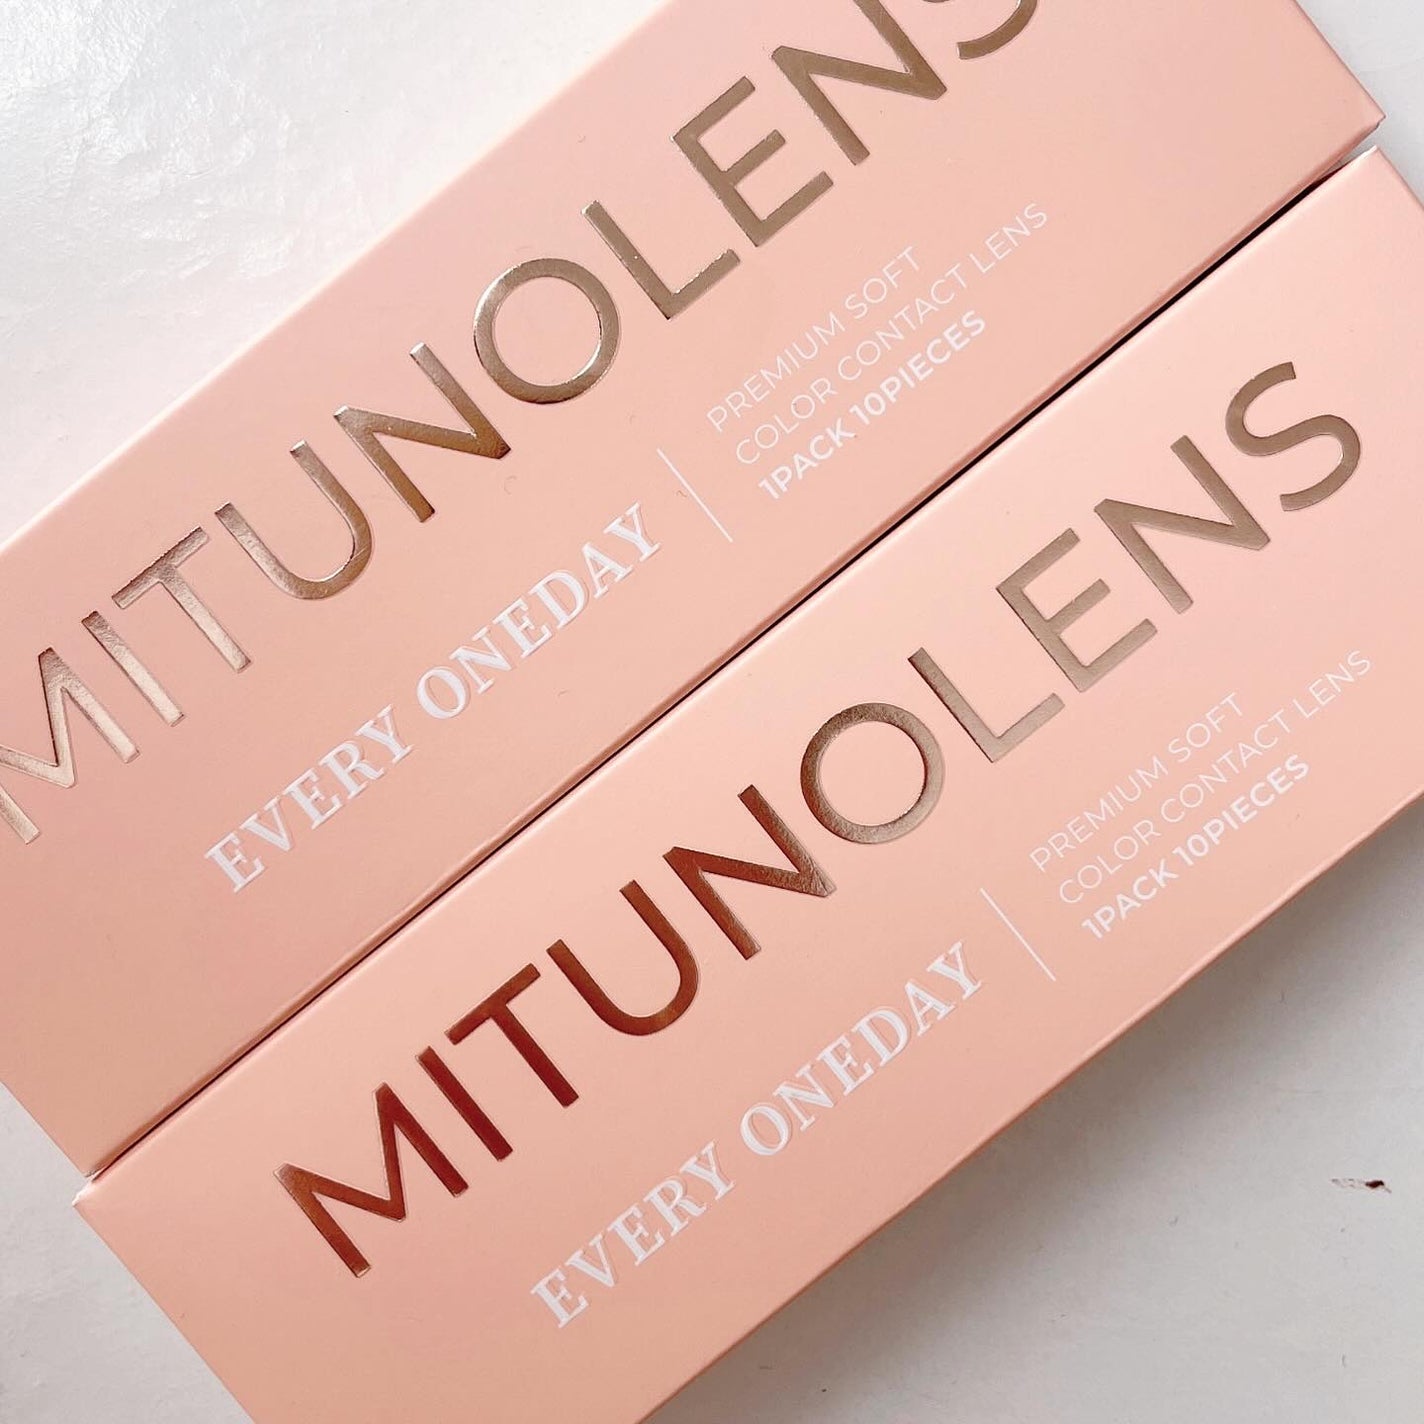 MITUNOLENS
EVERY ONEDAY
PREMIUM SOFT
COLOR CONTACT LENS
1PACK 10PIECES
MITUNOLENS
EVERY ONEDAY
PREMIUM SOFT
COLOR CONTACT LENS
1PACK 10PIECES